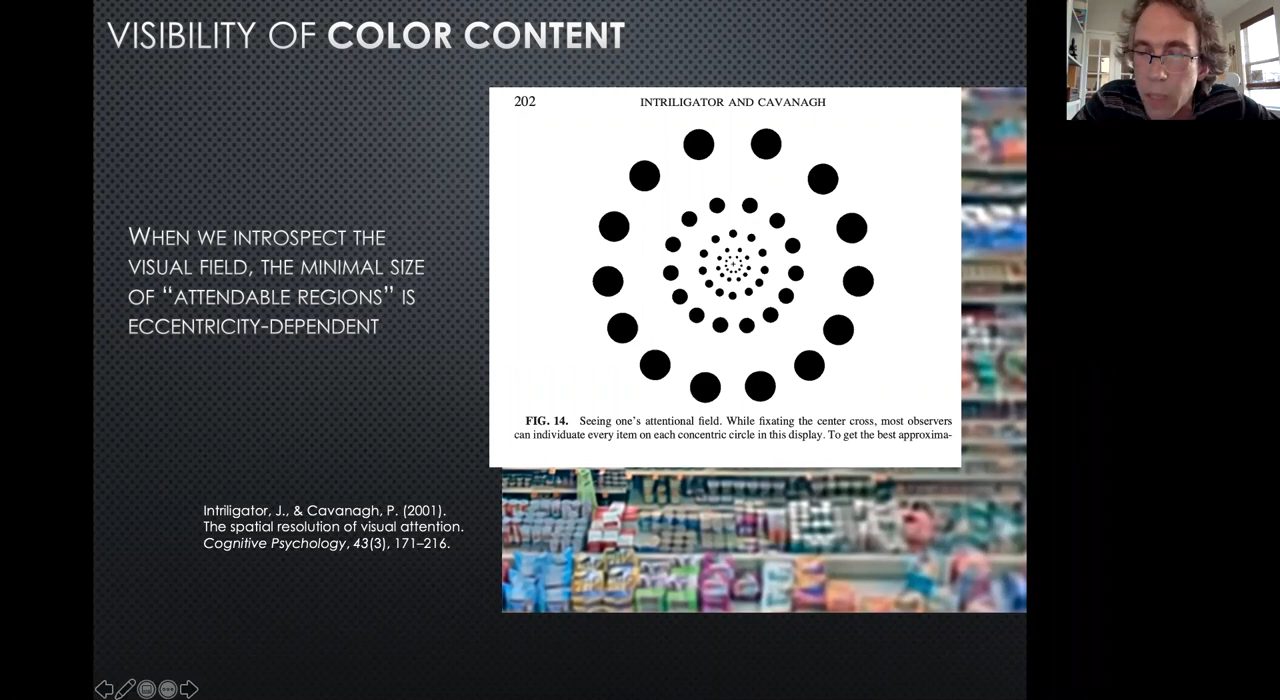 VISIBILITY OF COLOR CONTENT
202
INTRILIGATOR AND CAVANAGH
WHEN WE INTROSPECT THE
VISUAL FIELD, THE MINIMAL SIZE
OF “ATTENDABLE REGIONS” IS
ECCENTRICITY-DEPENDENT
FIG. 14. Seeing one's attentional field. While fixating the center cross, most observers
can individuate every item on each concentric circle in this display. To get the best approxima-
Intriligator, J., & Cavanagh, P. (2001).
The spatial resolution of visual attention.
Cognitive Psychology, 43(3), 171–216.